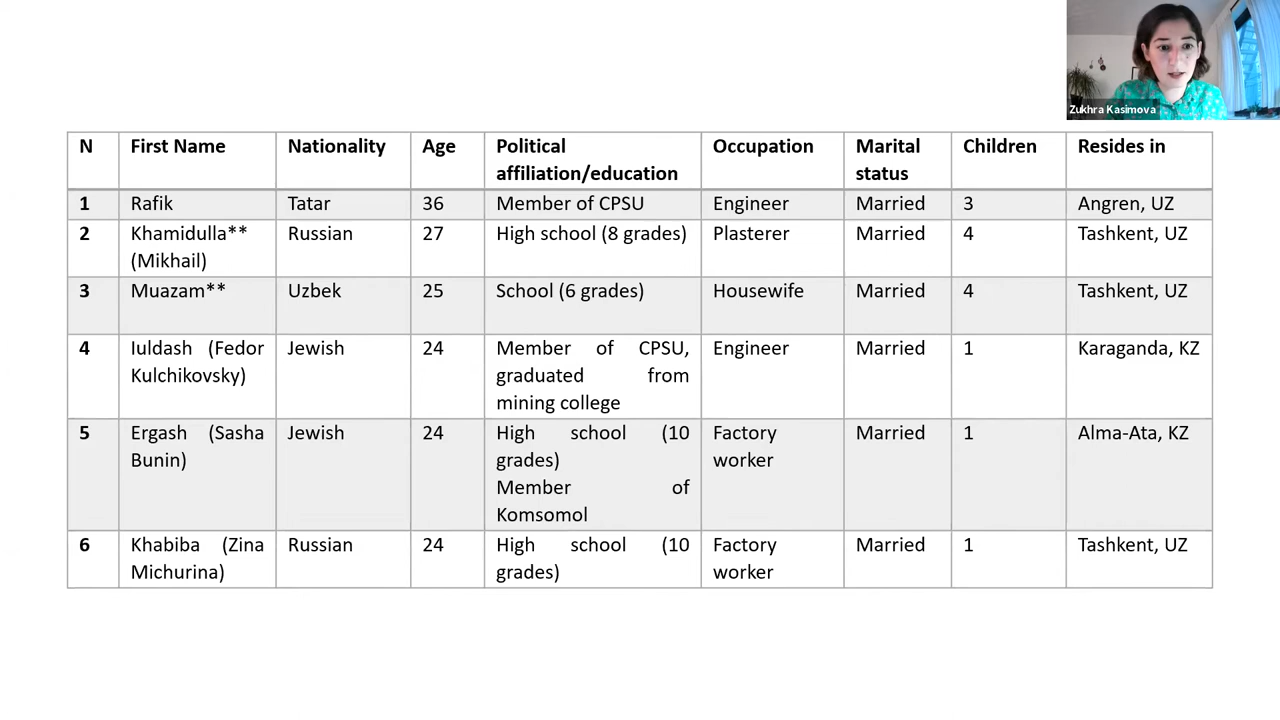 Zukhra Kasimova
N First Name Nationality Age Political affiliation/education Occupation Marital status Children Resides in
1 Rafik Tatar 36 Member of CPSU Engineer Married 3 Angren, UZ
2 Khamidulla** (Mikhail) Russian 27 High school (8 grades) Plasterer Married 4 Tashkent, UZ
3 Muazam** Uzbek 25 School (6 grades) Housewife Married 4 Tashkent, UZ
4 Iuldash (Fedor Kulchikovsky) Jewish 24 Member of CPSU, graduated from mining college Engineer Married 1 Karaganda, KZ
5 Ergash (Sasha Bunin) Jewish 24 High school (10 grades) Member of Komsomol Factory worker Married 1 Alma-Ata, KZ
6 Khabiba (Zina Michurina) Russian 24 High school (10 grades) Factory worker Married 1 Tashkent, UZ